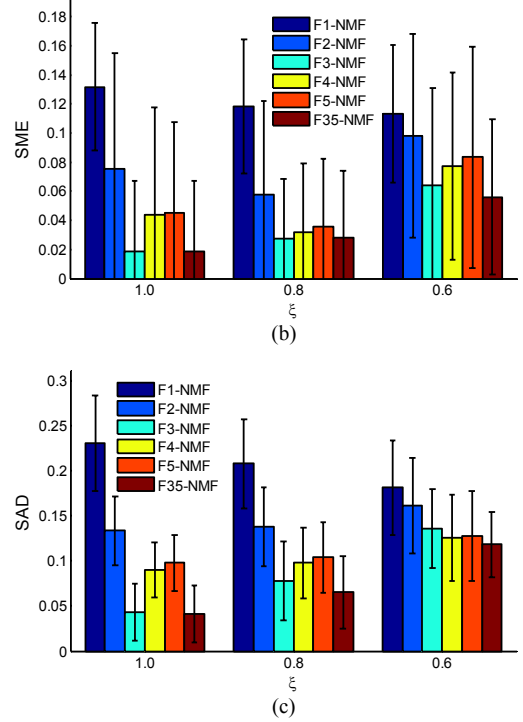 0.18
0.16
0.14
0.12
0.10
0.08
0.06
0.04
0.02
0
SME
F1-NMF
F2-NMF
F3-NMF
F4-NMF
F5-NMF
F35-NMF
1.0 0.8 0.6
ξ
(b)
0.3
0.25
0.2
0.15
0.1
0.05
0
SAD
F1-NMF
F2-NMF
F3-NMF
F4-NMF
F5-NMF
F35-NMF
1.0 0.8 0.6
ξ
(c)